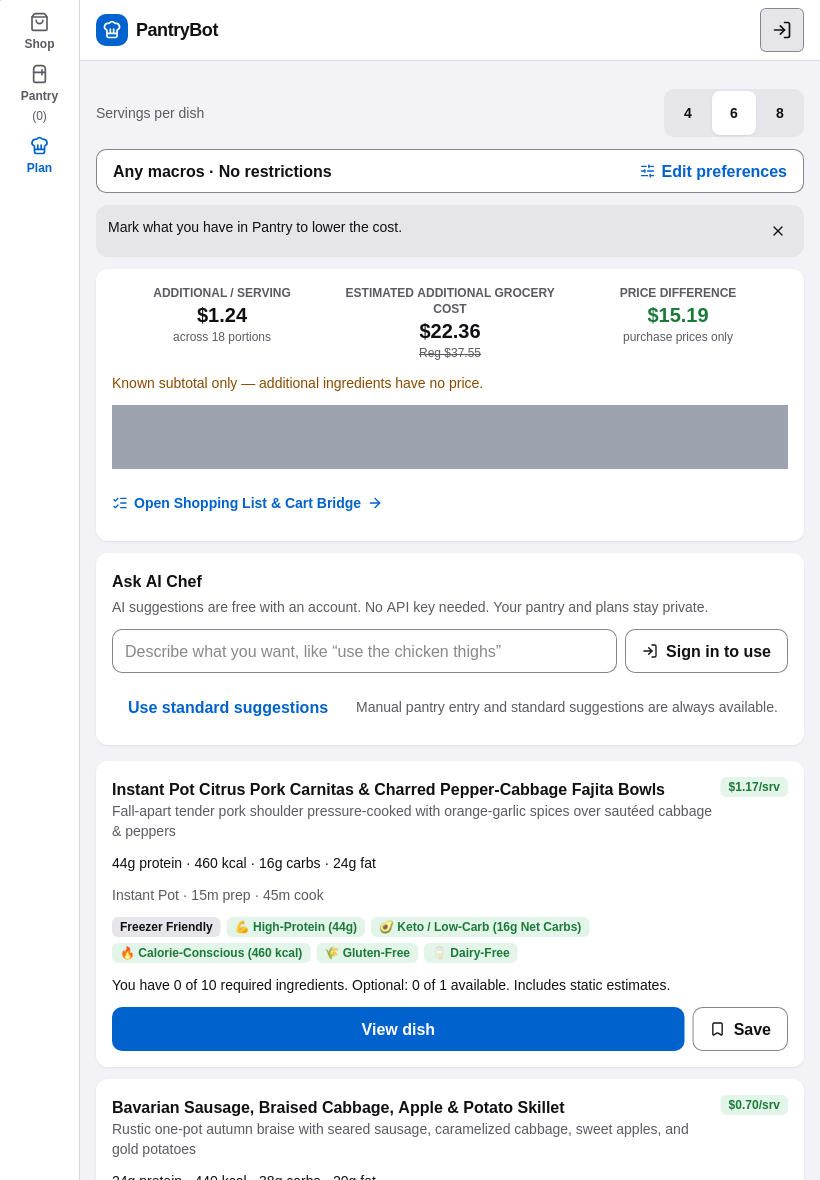 Shop
Pantry
(0)
Plan
PantryBot
Servings per dish
4 6 8
Any macros · No restrictions
Edit preferences
Mark what you have in Pantry to lower the cost.
ADDITIONAL / SERVING
$1.24
across 18 portions
ESTIMATED ADDITIONAL GROCERY
COST
$22.36
Reg $37.55
PRICE DIFFERENCE
$15.19
purchase prices only
Known subtotal only — additional ingredients have no price.
Open Shopping List & Cart Bridge
Ask AI Chef
AI suggestions are free with an account. No API key needed. Your pantry and plans stay private.
Describe what you want, like “use the chicken thighs”
Sign in to use
Use standard suggestions
Manual pantry entry and standard suggestions are always available.
Instant Pot Citrus Pork Carnitas & Charred Pepper-Cabbage Fajita Bowls
$1.17/srv
Fall-apart tender pork shoulder pressure-cooked with orange-garlic spices over sautéed cabbage
& peppers
44g protein · 460 kcal · 16g carbs · 24g fat
Instant Pot · 15m prep · 45m cook
Freezer Friendly
💪 High-Protein (44g)
🥑 Keto / Low-Carb (16g Net Carbs)
🔥 Calorie-Conscious (460 kcal)
🌾 Gluten-Free
🥛 Dairy-Free
You have 0 of 10 required ingredients. Optional: 0 of 1 available. Includes static estimates.
View dish
Save
Bavarian Sausage, Braised Cabbage, Apple & Potato Skillet
$0.70/srv
Rustic one-pot autumn braise with seared sausage, caramelized cabbage, sweet apples, and
gold potatoes